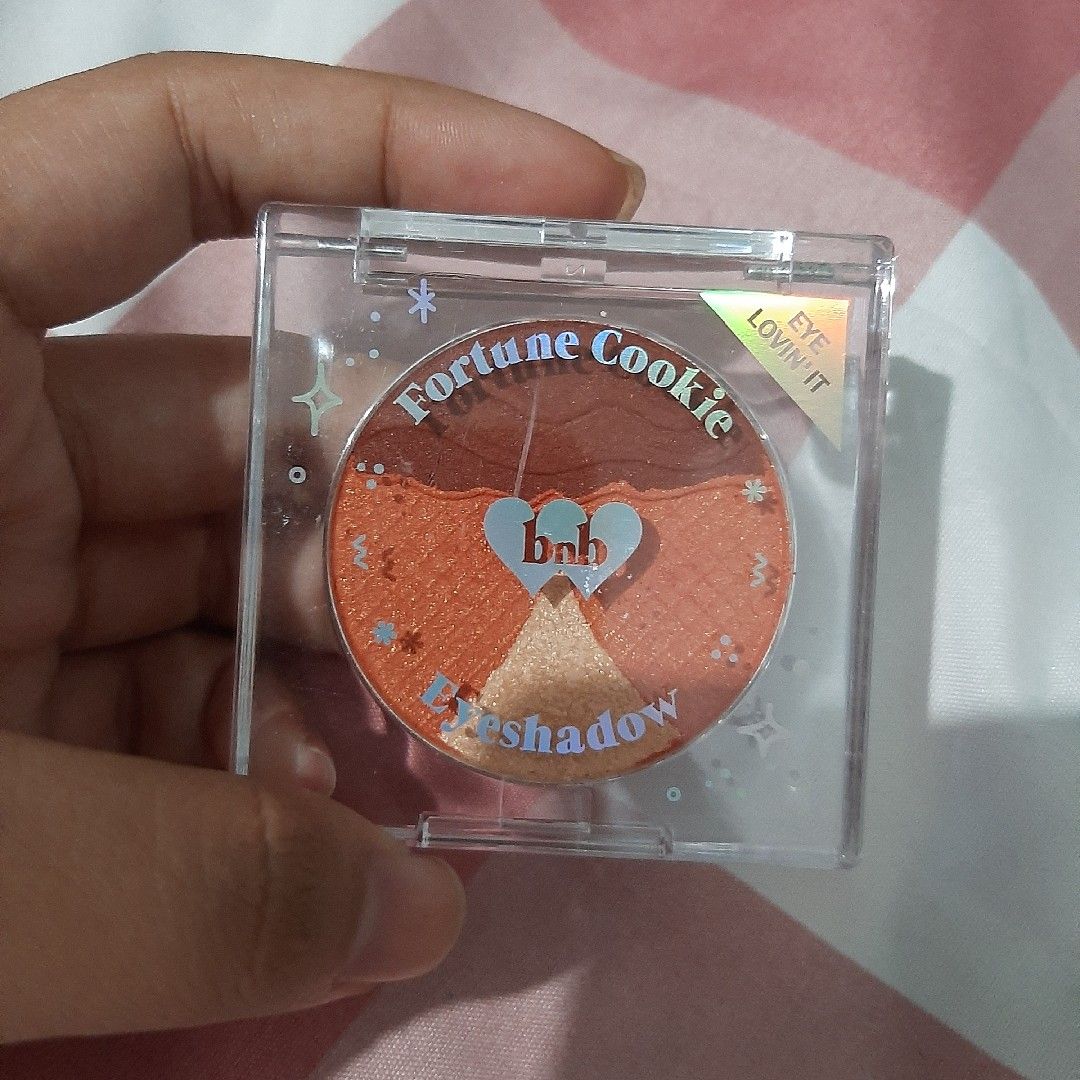 Fortune Cookie
EYE
LOVIN' IT
bnb
Eyeshadow